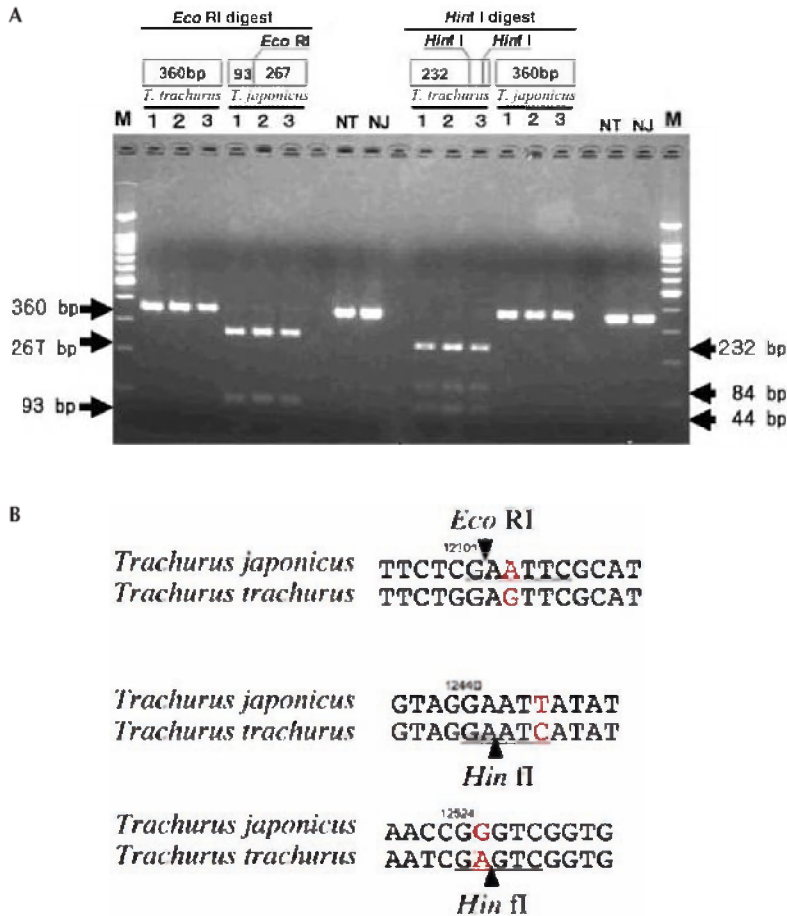 A
Eco RI digest
Hinf I digest
Eco RI
Hinf I
Hinf I
360bp
93
267
232
360bp
T. trachurus
T. japonicus
T. trachurus
T. japonicus
M
1 2 3
1 2 3
NT NJ
1 2 3
1 2 3
NT NJ
M
360 bp
267 bp
93 bp
232 bp
84 bp
44 bp
B
Eco RI
Trachurus japonicus
TTCTCGAATTCGCAT
Trachurus trachurus
TTCTGGAGTTCGCAT
12440
Trachurus japonicus
GTAGGAATTATAT
Trachurus trachurus
GTAGGAATCATAT
Hin fI
12524
Trachurus japonicus
AACCGGGTCGGTG
Trachurus trachurus
AATCGAGTCGGTG
Hin fI